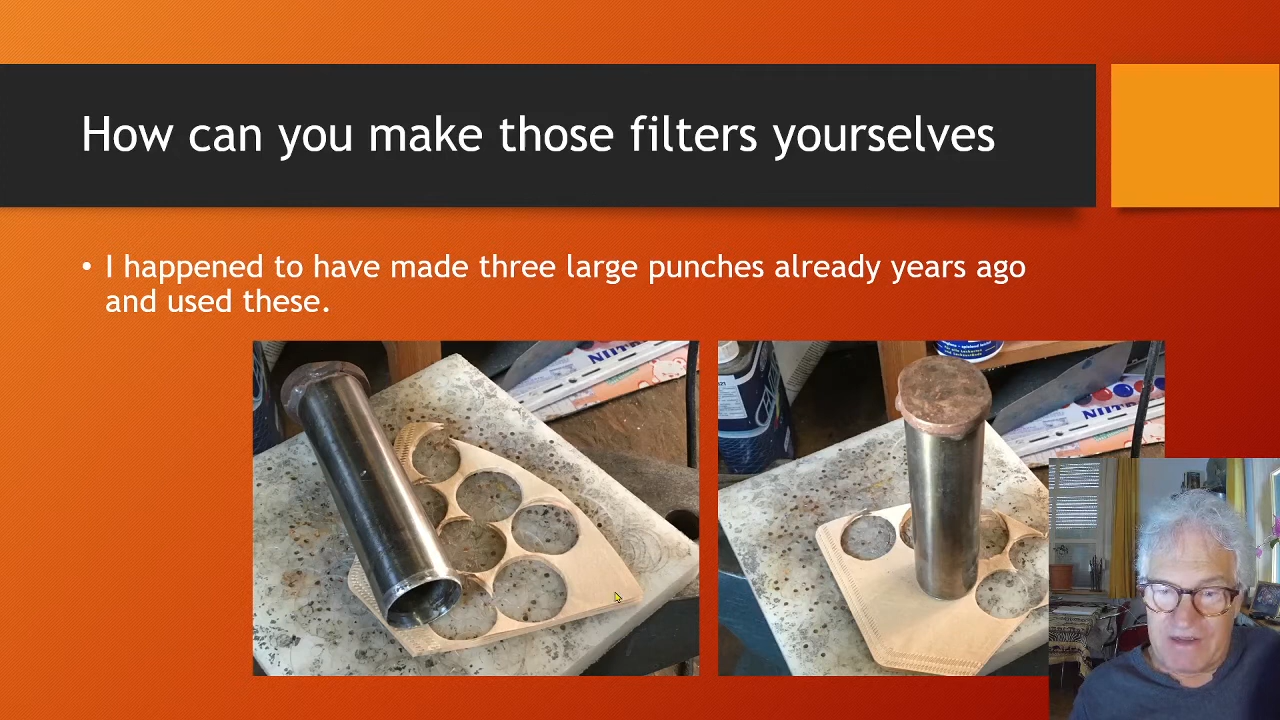 How can you make those filters yourselves
• I happened to have made three large punches already years ago
and used these.